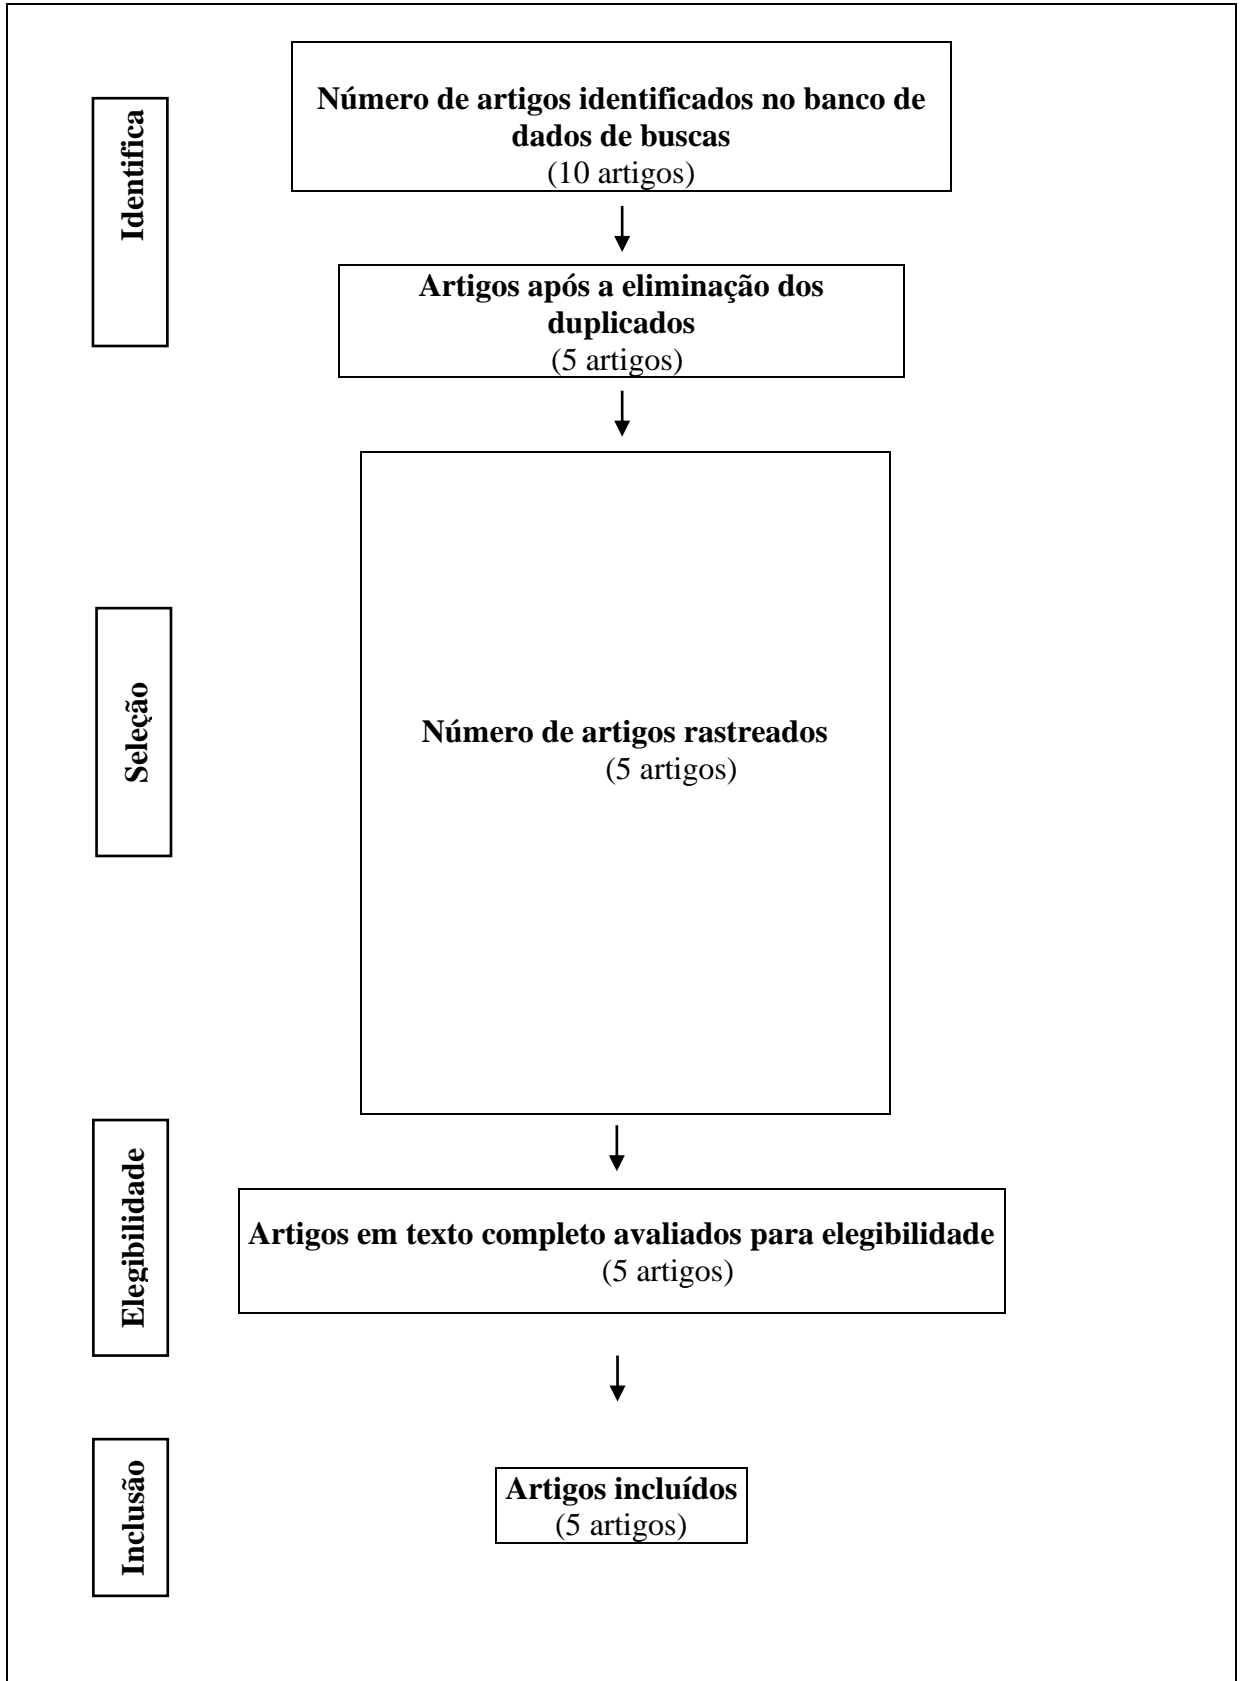 Identifica
Número de artigos identificados no banco de
dados de buscas
(10 artigos)
Artigos após a eliminação dos
duplicados
(5 artigos)
Seleção
Número de artigos rastreados
(5 artigos)
Elegibilidade
Artigos em texto completo avaliados para elegibilidade
(5 artigos)
Inclusão
Artigos incluídos
(5 artigos)